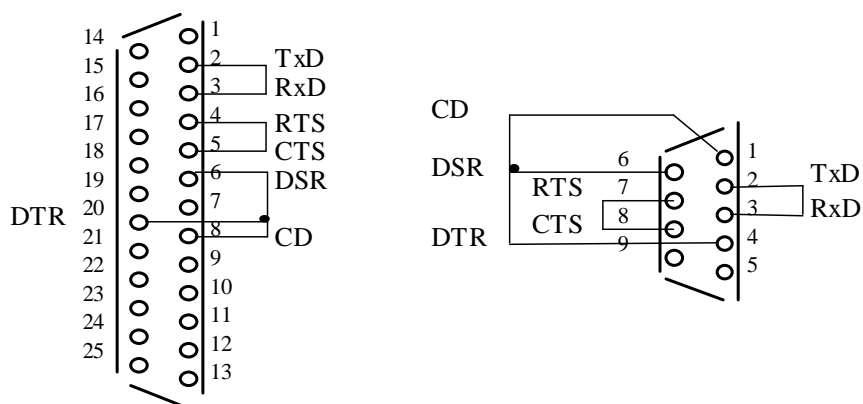 14 1
15 2 TxD
16 3 RxD
17 4 RTS
18 5 CTS
19 6 DSR
DTR 20 7
21 8 CD
22 9
23 10
24 11
25 12
13
CD
1
DSR 6
RTS 7 2 TxD
CTS 8 3 RxD
DTR 9 4
5